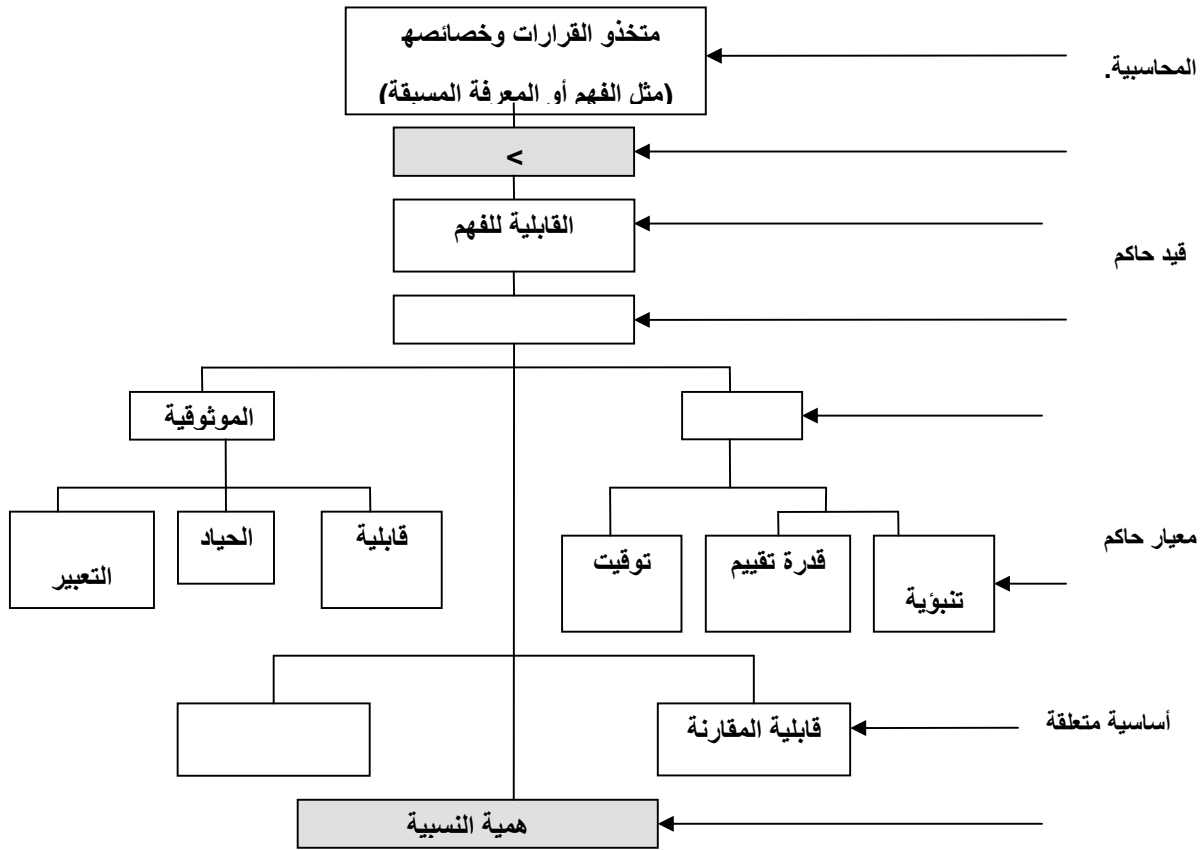 متخذو القرارات وخصائصه
المحاسبية.
(مثل الفهم أو المعرفة المسبقة)
>
القابلية للفهم
قيد حاكم
الموثوقية
قابلية
الحياد
التعبير
معيار حاكم
تنبؤية
قدرة تقييم
توقيت
أساسية متعلقة
قابلية المقارنة
همية النسبية